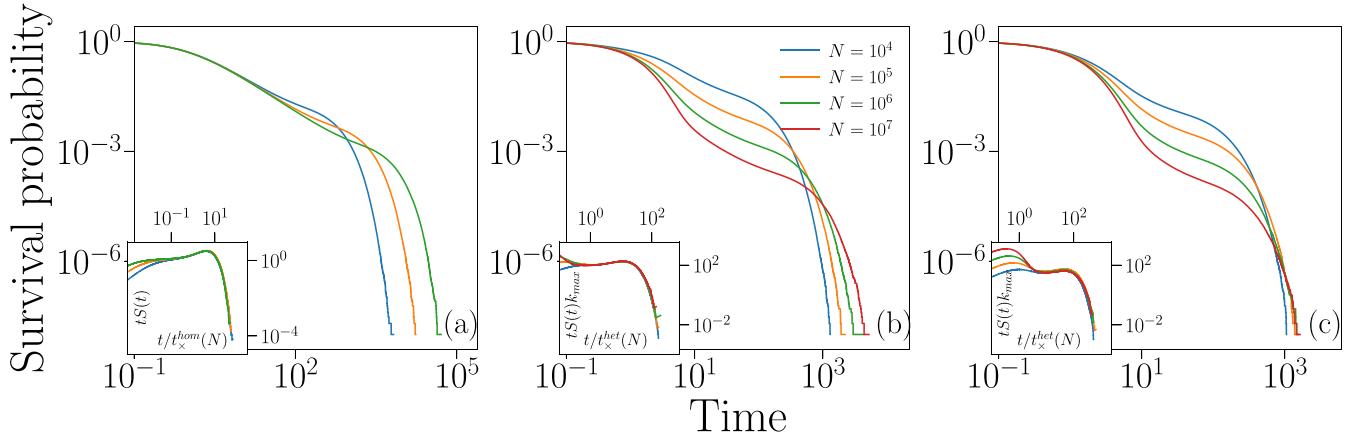 Survival probability
10^0
10^{-3}
10^{-6}
10^{-1}
10^2
10^5
10^{-1}
10^1
10^0
10^{-4}
tS(t)
t/t_×^{hom}(N)
(a)
10^0
10^{-3}
10^{-6}
10^{-1}
10^1
10^3
N = 10^4
N = 10^5
N = 10^6
N = 10^7
10^0
10^2
10^2
10^{-2}
tS(t)k_{max}
t/t_×^{het}(N)
(b)
10^0
10^{-3}
10^{-6}
10^{-1}
10^1
10^3
10^0
10^2
10^2
10^{-2}
tS(t)k_{max}
t/t_×^{het}(N)
(c)
Time